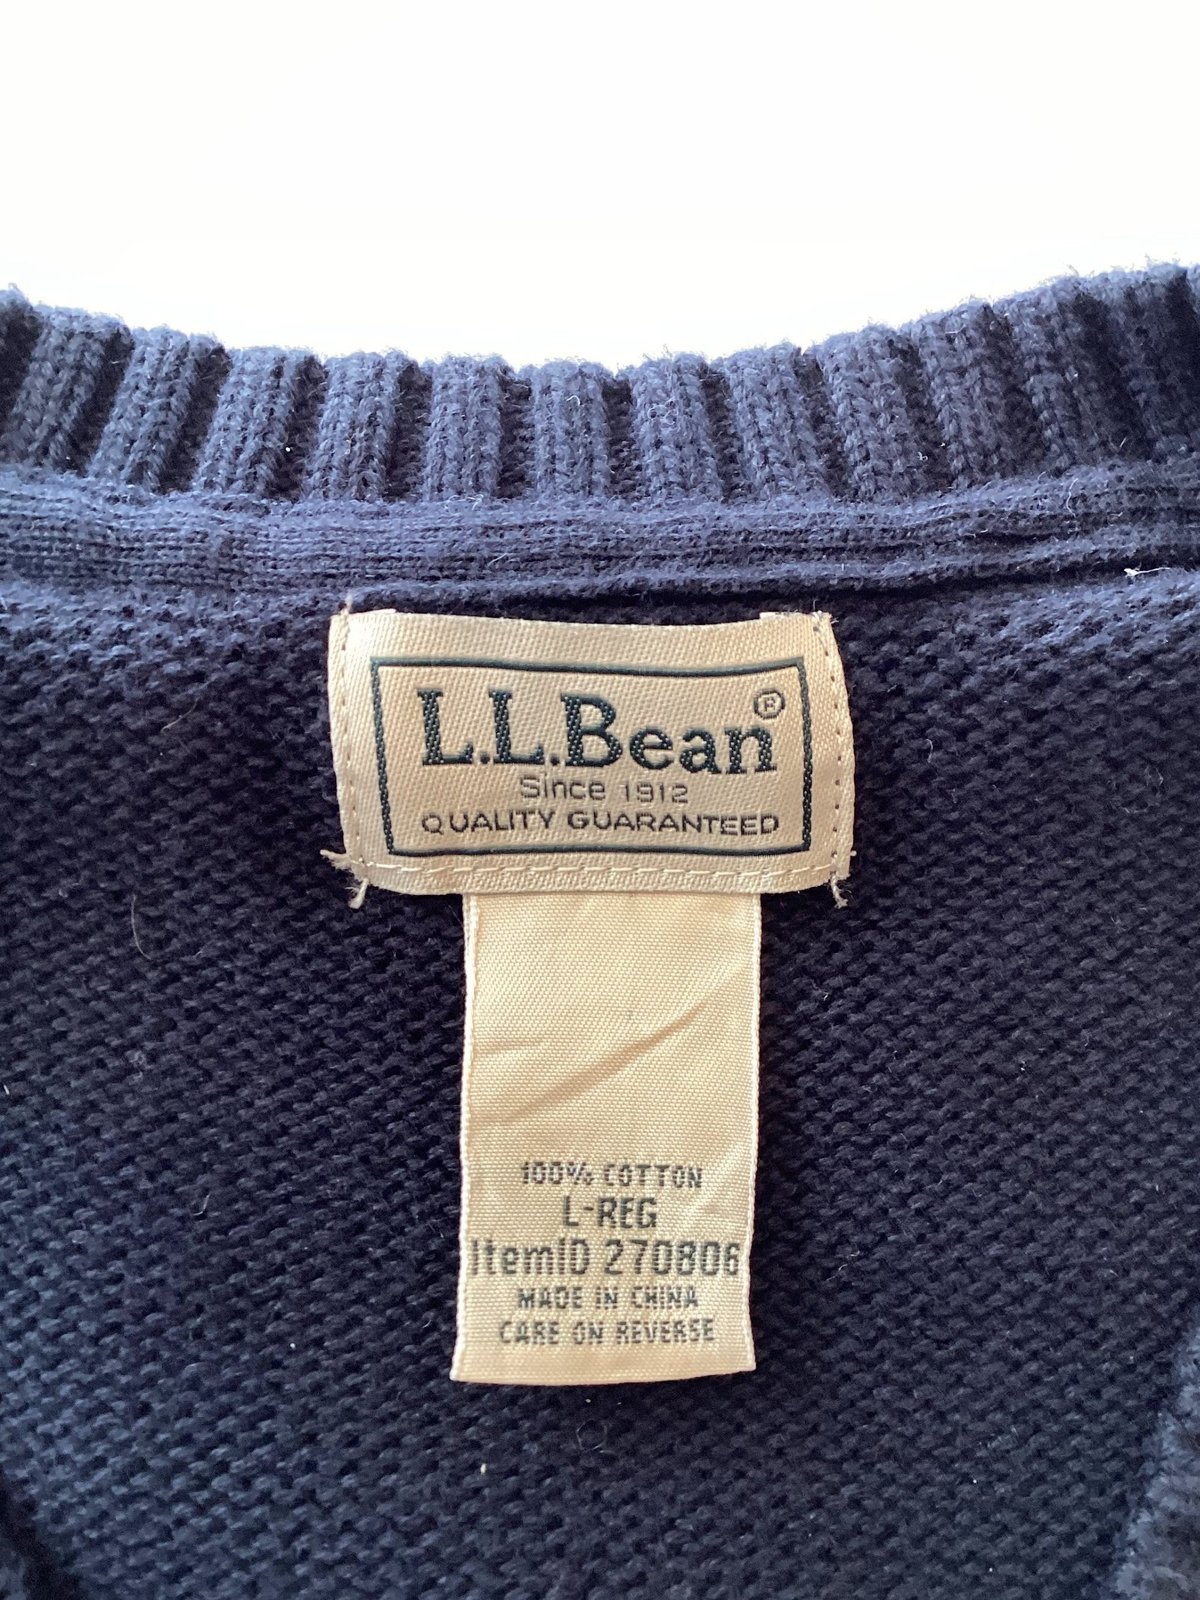 L.L.Bean®
Since 1912
QUALITY GUARANTEED
100% COTTON
L-REG
ItemID 270806
MADE IN CHINA
CARE ON REVERSE